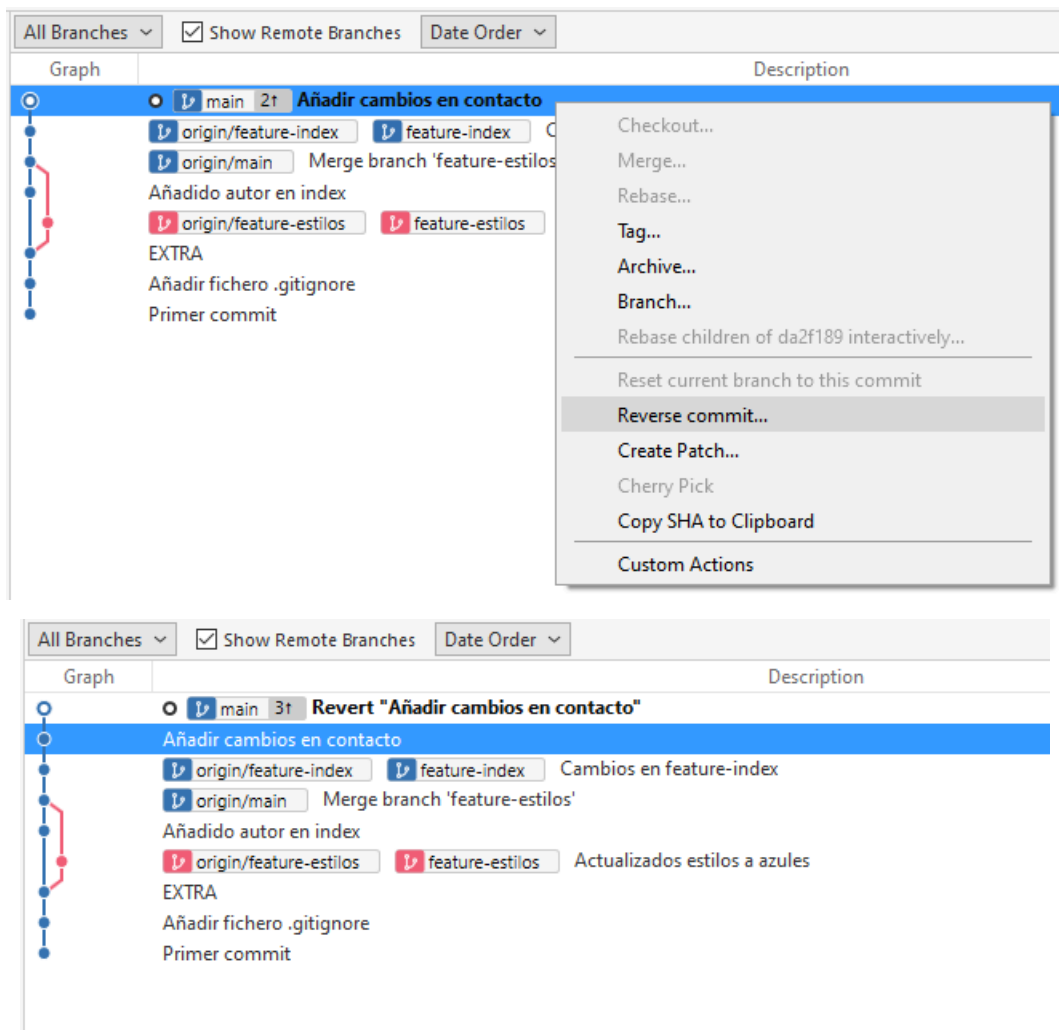 All Branches Show Remote Branches Date Order
Graph Description
main 2↑ Añadir cambios en contacto
origin/feature-index feature-index C
origin/main Merge branch 'feature-estilos
Añadido autor en index
origin/feature-estilos feature-estilos
EXTRA
Añadir fichero .gitignore
Primer commit
Checkout...
Merge...
Rebase...
Tag...
Archive...
Branch...
Rebase children of da2f189 interactively...
Reset current branch to this commit
Reverse commit...
Create Patch...
Cherry Pick
Copy SHA to Clipboard
Custom Actions
All Branches Show Remote Branches Date Order
Graph Description
main 3↑ Revert "Añadir cambios en contacto"
Añadir cambios en contacto
origin/feature-index feature-index Cambios en feature-index
origin/main Merge branch 'feature-estilos'
Añadido autor en index
origin/feature-estilos feature-estilos Actualizados estilos a azules
EXTRA
Añadir fichero .gitignore
Primer commit